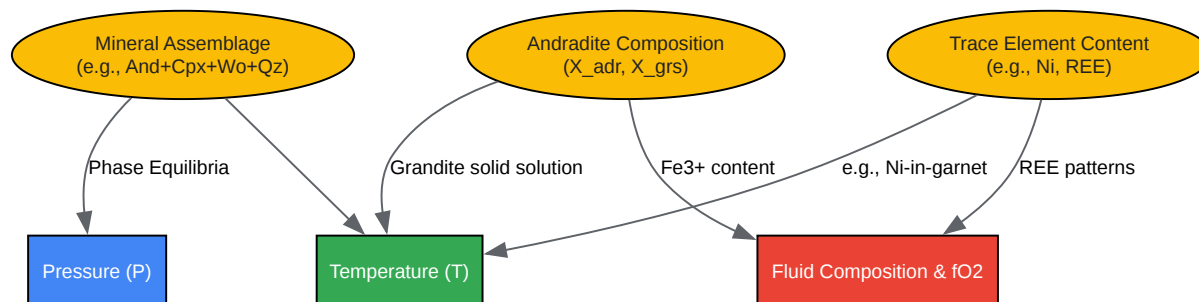 Mineral Assemblage
(e.g., And+Cpx+Wo+Qz)
Andradite Composition
(X_adr, X_grs)
Trace Element Content
(e.g., Ni, REE)
Phase Equilibria
Grandite solid solution
Fe3+ content
e.g., Ni-in-garnet
REE patterns
Pressure (P)
Temperature (T)
Fluid Composition & fO2